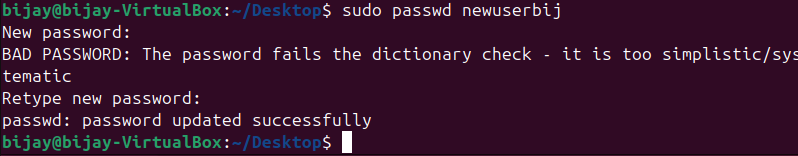 bijay@bijay-VirtualBox:~/Desktop$ sudo passwd newuserbij
New password:
BAD PASSWORD: The password fails the dictionary check - it is too simplistic/sys
tematic
Retype new password:
passwd: password updated successfully
bijay@bijay-VirtualBox:~/Desktop$